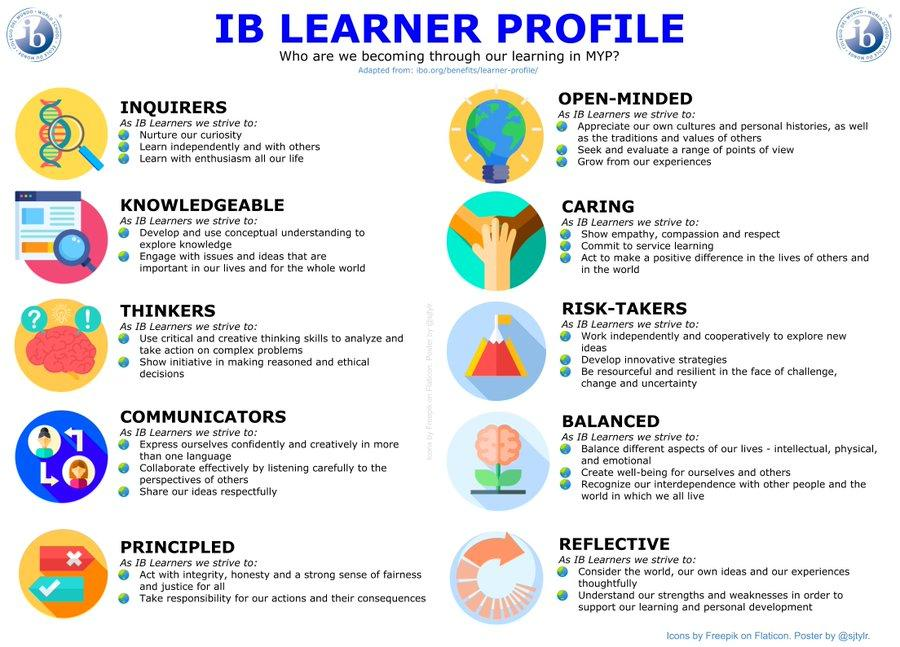 IB LEARNER PROFILE
Who are we becoming through our learning in MYP?
Adapted from: ibo.org/benefits/learner-profile/
INQUIRERS
As IB Learners we strive to:
Nurture our curiosity
Learn independently and with others
Learn with enthusiasm all our life
KNOWLEDGEABLE
As IB Learners we strive to:
Develop and use conceptual understanding to
explore knowledge
Engage with issues and ideas that are
important in our lives and for the whole world
THINKERS
As IB Learners we strive to:
Use critical and creative thinking skills to analyze and
take action on complex problems
Show initiative in making reasoned and ethical
decisions
COMMUNICATORS
As IB Learners we strive to:
Express ourselves confidently and creatively in more
than one language
Collaborate effectively by listening carefully to the
perspectives of others
Share our ideas respectfully
PRINCIPLED
As IB Learners we strive to:
Act with integrity, honesty and a strong sense of fairness
and justice for all
Take responsibility for our actions and their consequences
OPEN-MINDED
As IB Learners we strive to:
Appreciate our own cultures and personal histories, as well
as the traditions and values of others
Seek and evaluate a range of points of view
Grow from our experiences
CARING
As IB Learners we strive to:
Show empathy, compassion and respect
Commit to service learning
Act to make a positive difference in the lives of others and
in the world
RISK-TAKERS
As IB Learners we strive to:
Work independently and cooperatively to explore new
ideas
Develop innovative strategies
Be resourceful and resilient in the face of challenge,
change and uncertainty
BALANCED
As IB Learners we strive to:
Balance different aspects of our lives - intellectual, physical,
and emotional
Create well-being for ourselves and others
Recognize our interdependence with other people and the
world in which we all live
REFLECTIVE
As IB Learners we strive to:
Consider the world, our own ideas and our experiences
thoughtfully
Understand our strengths and weaknesses in order to
support our learning and personal development
Icons by Freepik on Flaticon. Poster by @sjtylr.
Icons by Freepik on Flaticon. Poster by @sjtylr.